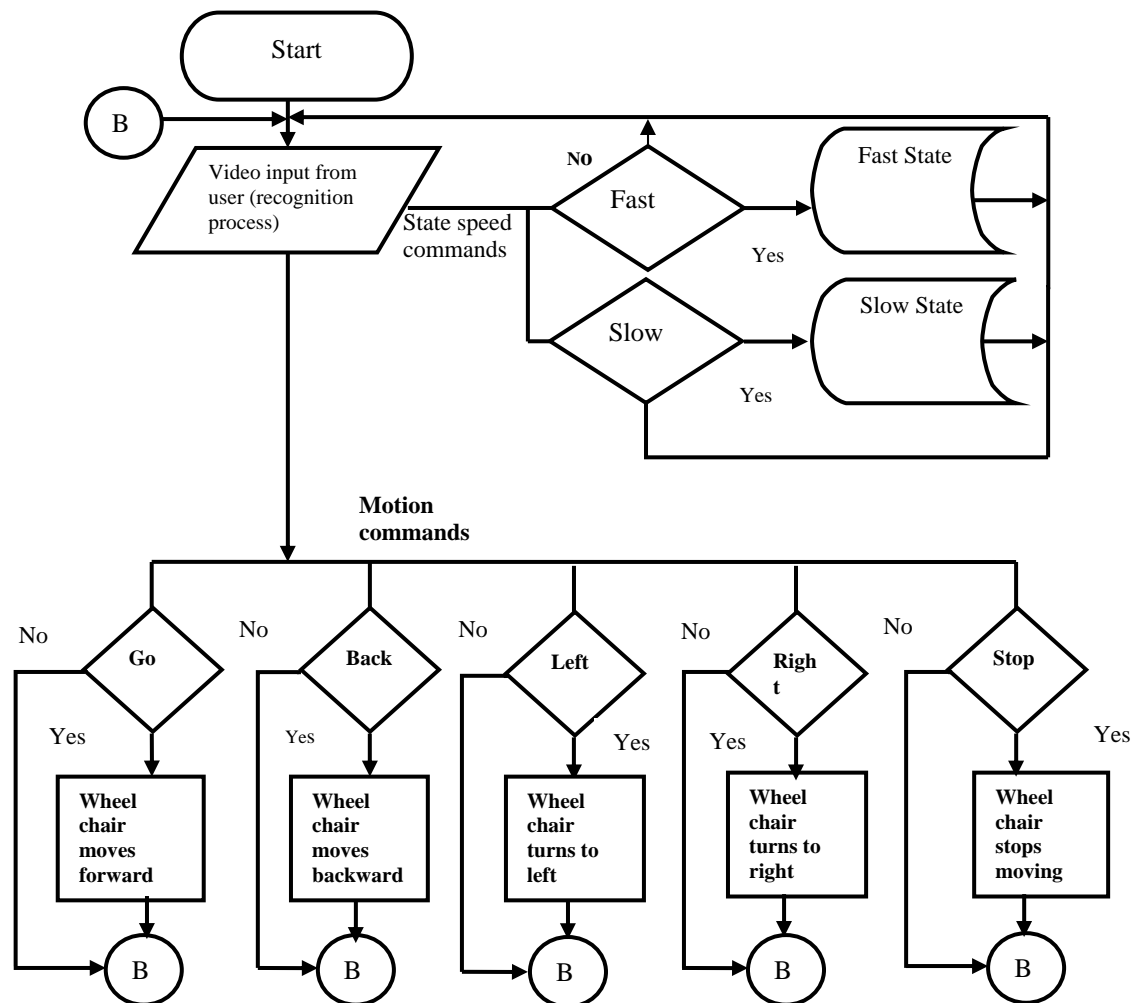 Start
B
Video input from
user (recognition
process)
State speed
commands
No
Fast
Yes
Fast State
Slow
Yes
Slow State
Motion
commands
No
Go
Yes
Wheel
chair
moves
forward
B
No
Back
Yes
Wheel
chair
moves
backward
B
No
Left
Yes
Wheel
chair
turns to
left
B
No
Righ
t
Yes
Wheel
chair
turns to
right
B
No
Stop
Yes
Wheel
chair
stops
moving
B